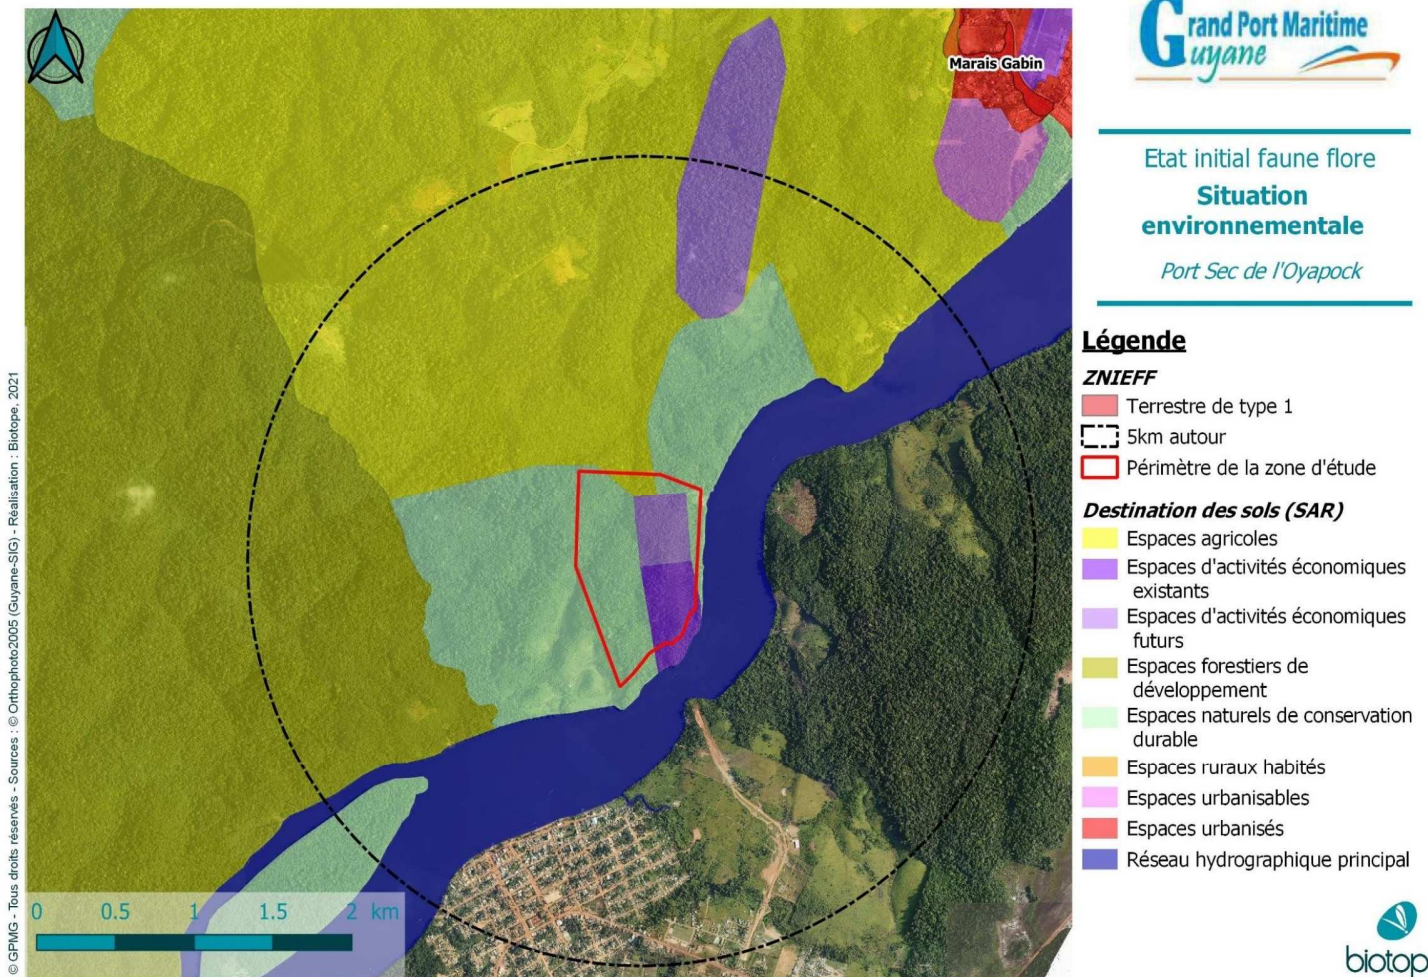 Marais Gabin
0 0.5 1 1.5 2 km
© GPMG - Tous droits réservés - Sources : © Orthophoto2005 (Guyane-SIG) - Réalisation : Biotope, 2021
Grand Port Maritime
Guyane
Etat initial faune flore
Situation
environnementale
Port Sec de l'Oyapock
Légende
ZNIEFF
Terrestre de type 1
5km autour
Périmètre de la zone d'étude
Destination des sols (SAR)
Espaces agricoles
Espaces d'activités économiques
existants
Espaces d'activités économiques
futurs
Espaces forestiers de
développement
Espaces naturels de conservation
durable
Espaces ruraux habités
Espaces urbanisables
Espaces urbanisés
Réseau hydrographique principal
biotop